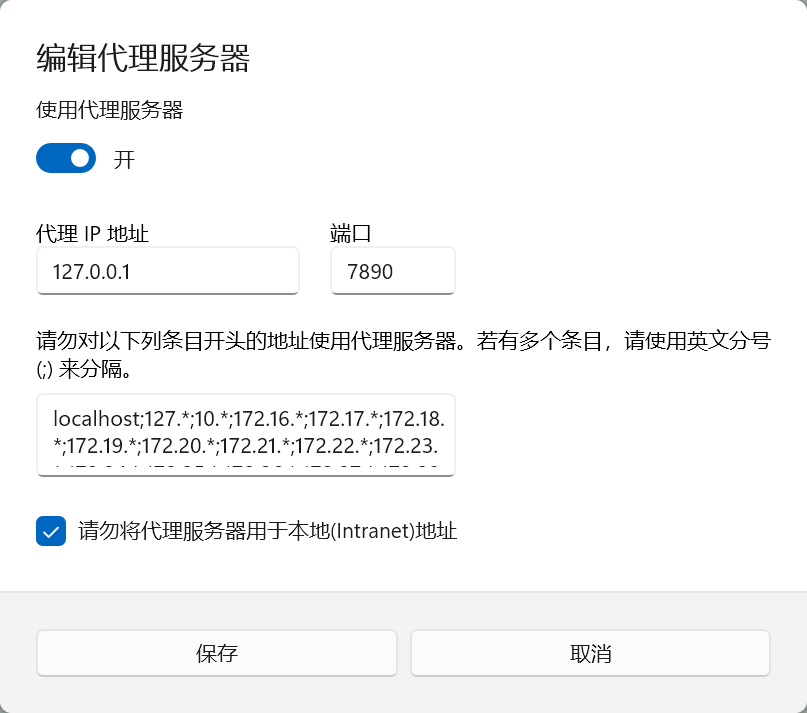 编辑代理服务器
使用代理服务器
开
代理 IP 地址
端口
127.0.0.1
7890
请勿对以下列条目开头的地址使用代理服务器。若有多个条目，请使用英文分号
(;) 来分隔。
localhost;127.*;10.*;172.16.*;172.17.*;172.18.
*;172.19.*;172.20.*;172.21.*;172.22.*;172.23.
请勿将代理服务器用于本地(Intranet)地址
保存
取消